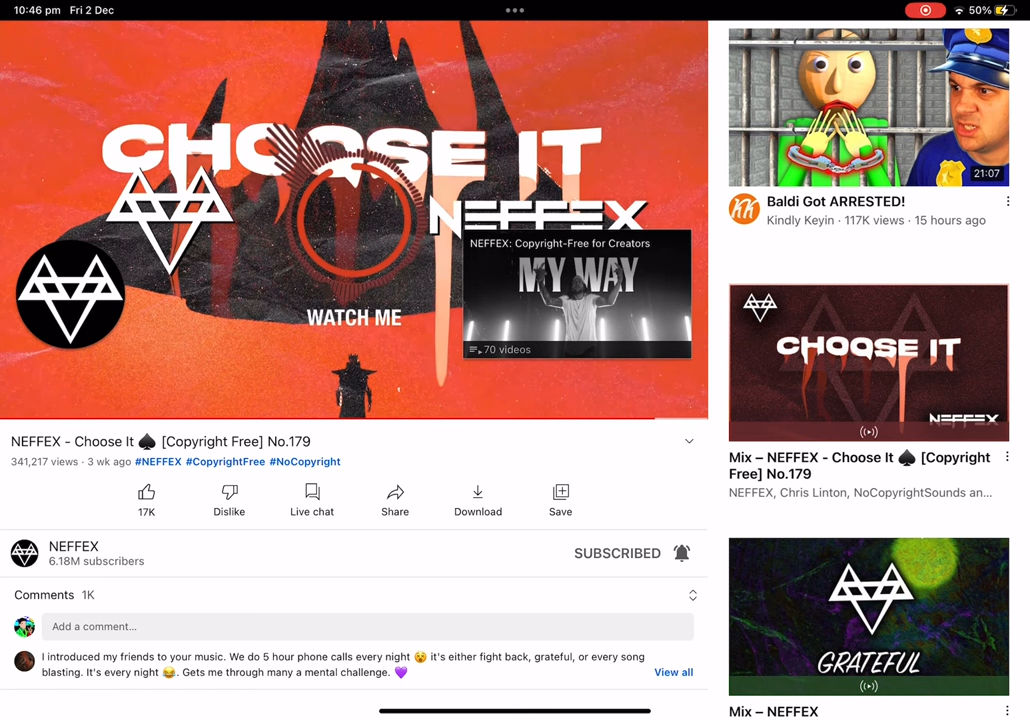 10:46 pm Fri 2 Dec
50%
CHOOSE IT
NEFFEX
WATCH ME
NEFFEX: Copyright-Free for Creators
MY WAY
70 videos
NEFFEX - Choose It ♠ [Copyright Free] No.179
341,217 views · 3 wk ago #NEFFEX #CopyrightFree #NoCopyright
17K
Dislike
Live chat
Share
Download
Save
NEFFEX
6.18M subscribers
SUBSCRIBED
Comments 1K
Add a comment...
I introduced my friends to your music. We do 5 hour phone calls every night 😵 it's either fight back, grateful, or every song
blasting. It's every night 😂. Gets me through many a mental challenge. 💜
View all
21:07
Baldi Got ARRESTED!
Kindly Keyin · 117K views · 15 hours ago
CHOOSE IT
NEFFEX
Mix – NEFFEX - Choose It ♠ [Copyright
Free] No.179
NEFFEX, Chris Linton, NoCopyrightSounds an...
GRATEFUL
Mix – NEFFEX